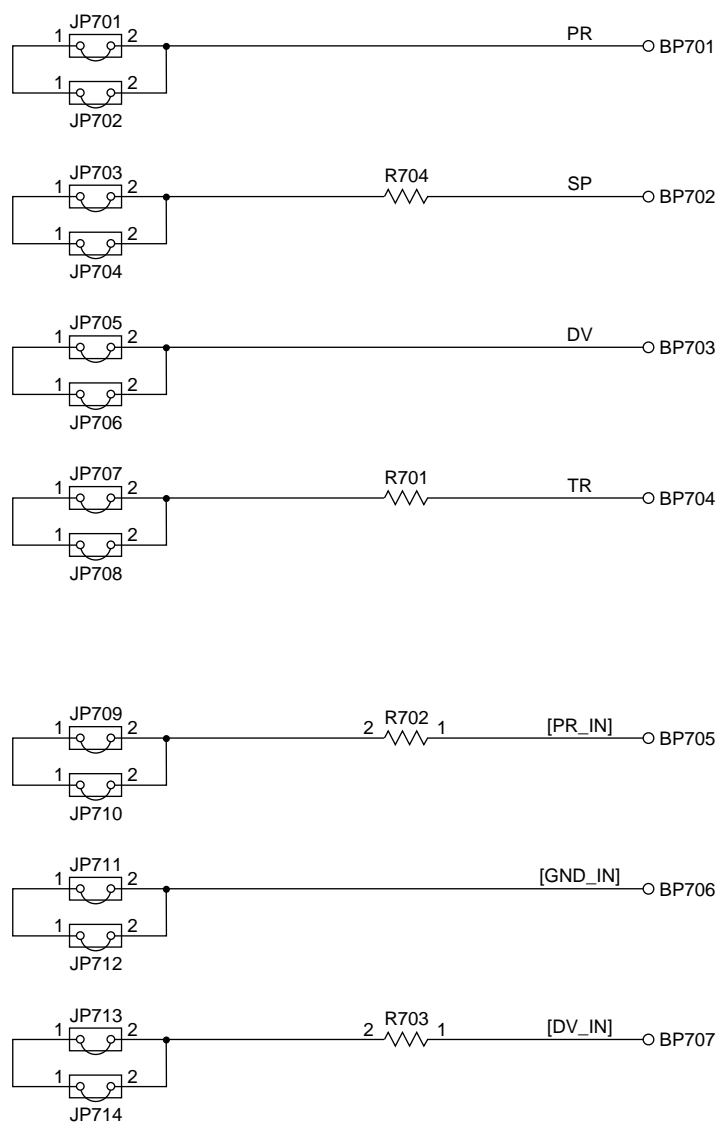 JP701
1 2 PR BP701
1 2
JP702
JP703
1 2 R704 SP BP702
1 2
JP704
JP705
1 2 DV BP703
1 2
JP706
JP707
1 2 R701 TR BP704
1 2
JP708
JP709
1 2 2 R702 1 [PR_IN] BP705
1 2
JP710
JP711
1 2 [GND_IN] BP706
1 2
JP712
JP713
1 2 2 R703 1 [DV_IN] BP707
1 2
JP714